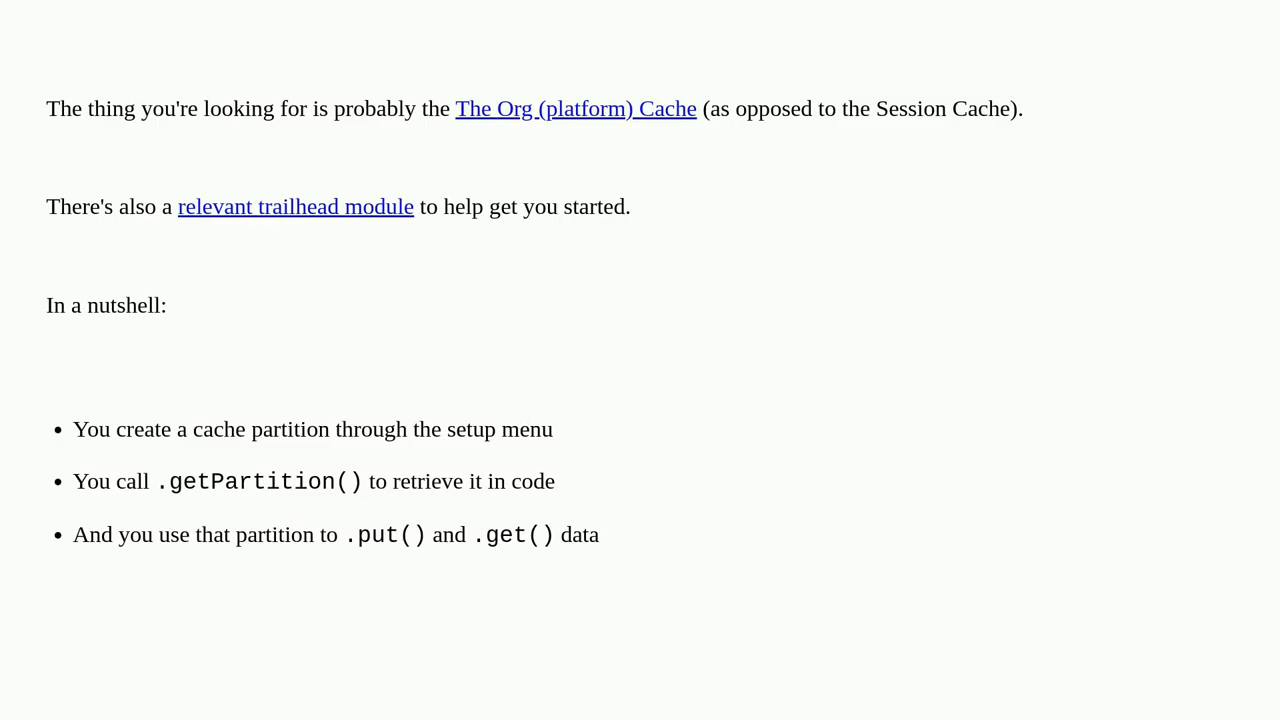 The thing you're looking for is probably the The Org (platform) Cache (as opposed to the Session Cache).
There's also a relevant trailhead module to help get you started.
In a nutshell:
• You create a cache partition through the setup menu
• You call .getPartition() to retrieve it in code
• And you use that partition to .put() and .get() data